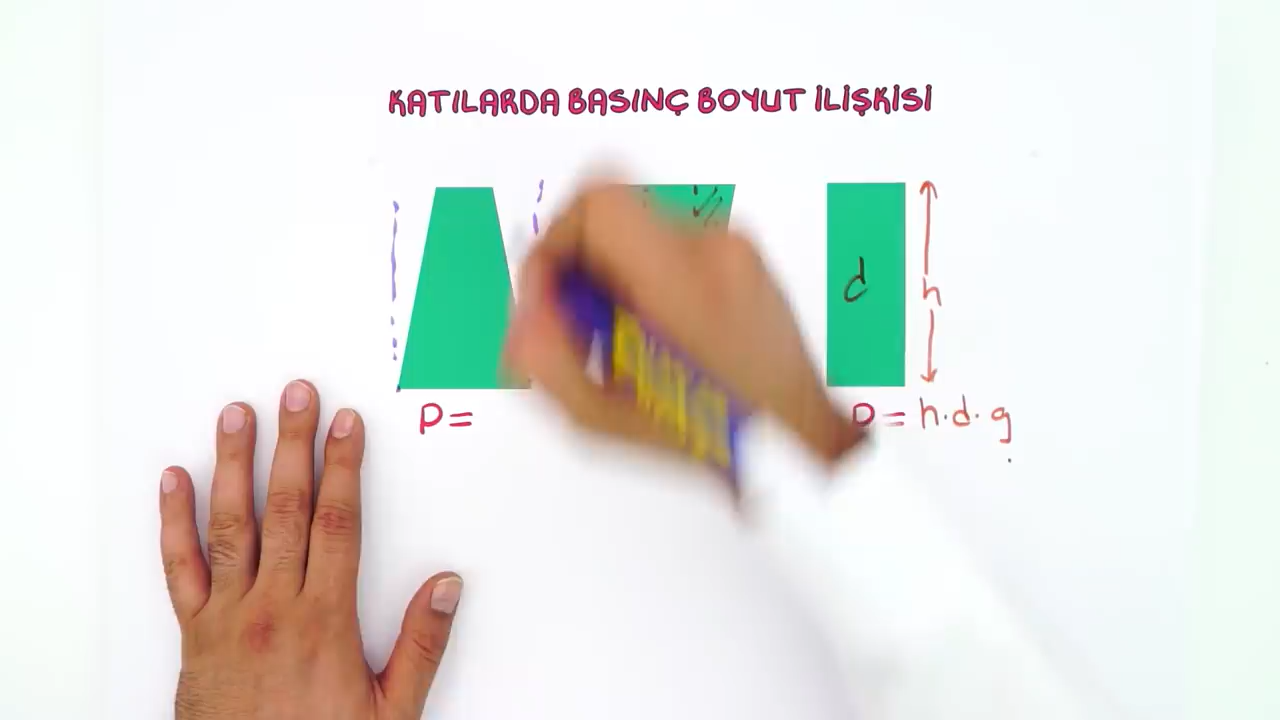 KATILARDA BASINÇ BOYUT İLİŞKİSİ
d
h
P =
P = h.d.g